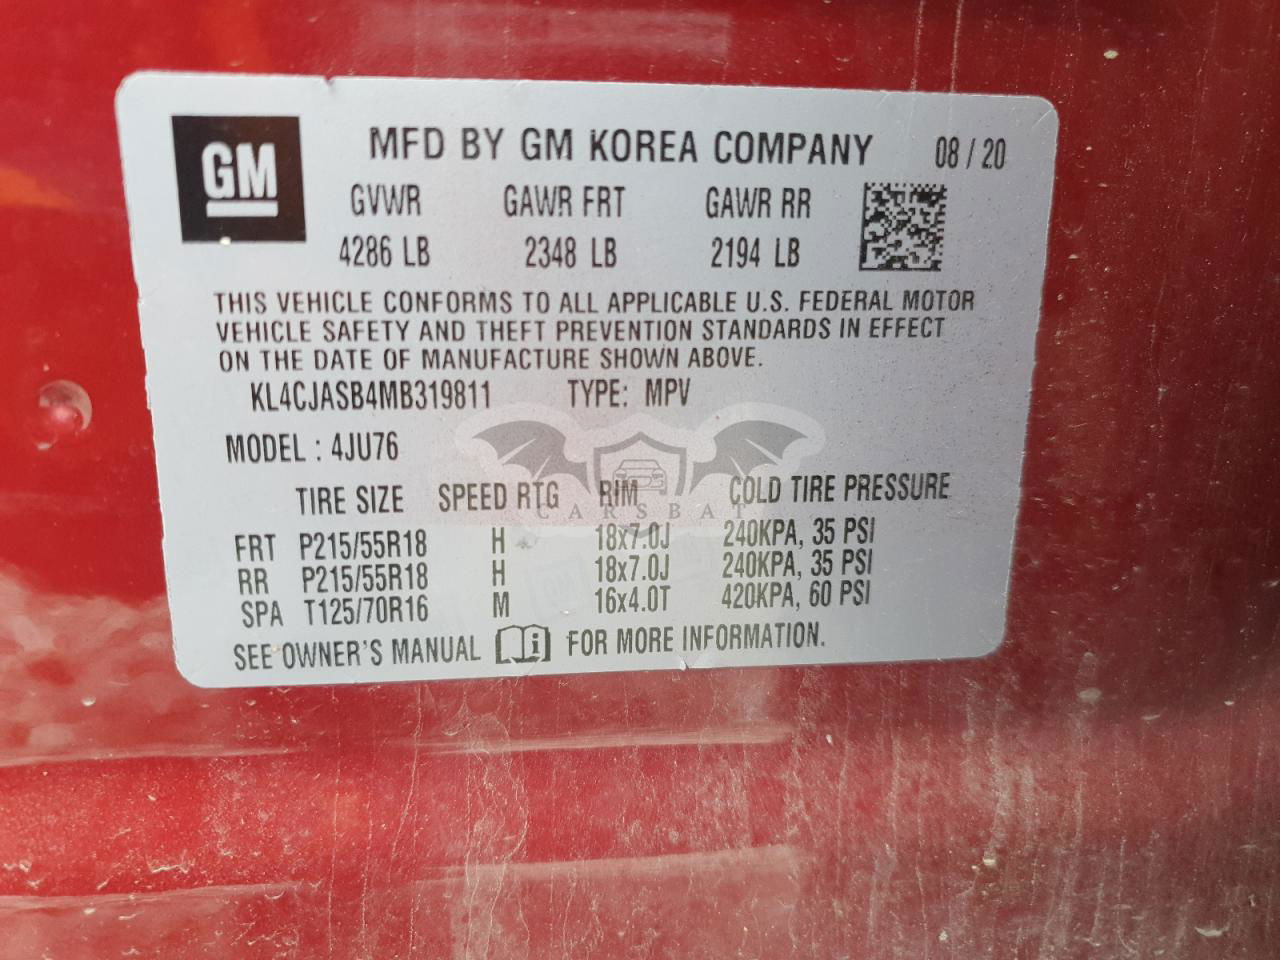 GM
MFD BY GM KOREA COMPANY 08 / 20
GVWR GAWR FRT GAWR RR
4286 LB 2348 LB 2194 LB
THIS VEHICLE CONFORMS TO ALL APPLICABLE U.S. FEDERAL MOTOR
VEHICLE SAFETY AND THEFT PREVENTION STANDARDS IN EFFECT
ON THE DATE OF MANUFACTURE SHOWN ABOVE.
KL4CJASB4MB319811 TYPE: MPV
MODEL : 4JU76
TIRE SIZE SPEED RTG RIM COLD TIRE PRESSURE
CARSBAT
FRT P215/55R18 H 18x7.0J 240KPA, 35 PSI
RR P215/55R18 H 18x7.0J 240KPA, 35 PSI
SPA T125/70R16 M 16x4.0T 420KPA, 60 PSI
SEE OWNER'S MANUAL i FOR MORE INFORMATION.